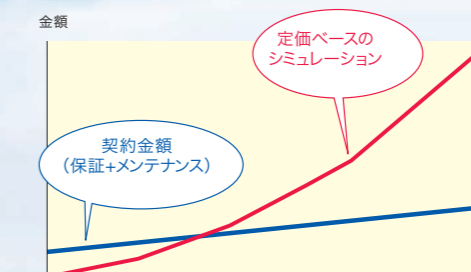 金額
定価ベースの
シミュレーション
契約金額
(保証+メンテナンス)